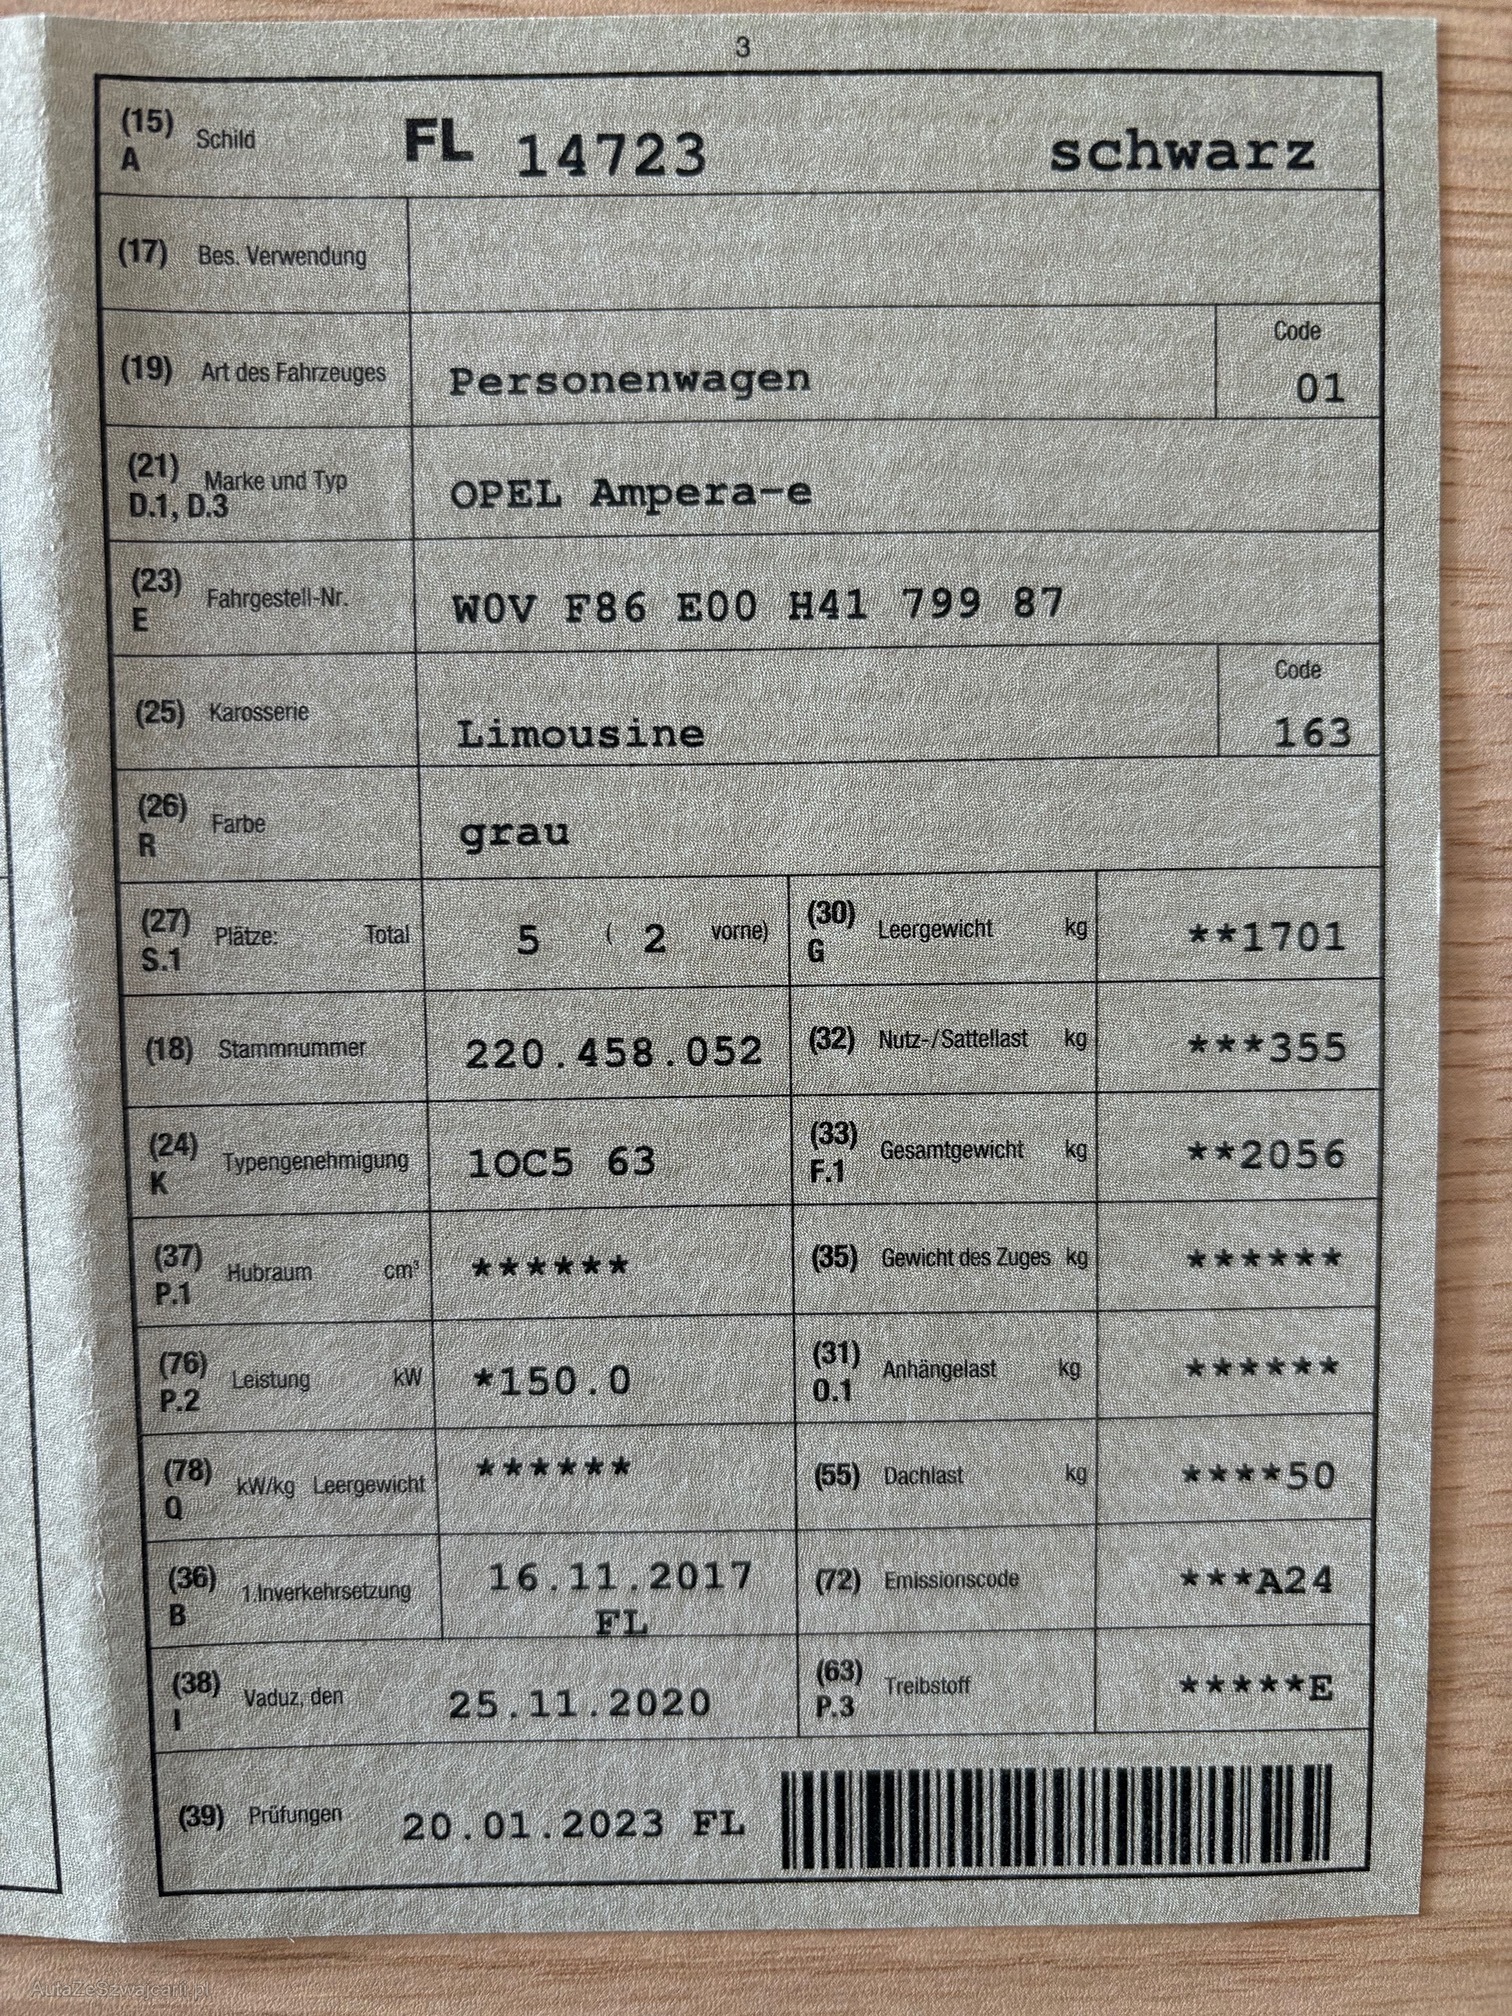 3
(15) A Schild FL 14723 schwarz
(17) Bes. Verwendung
Code
(19) Art des Fahrzeuges Personenwagen 01
(21) D.1, D.3 Marke und Typ OPEL Ampera-e
(23) E Fahrgestell-Nr. W0V F86 E00 H41 799 87
Code
(25) Karosserie Limousine 163
(26) R Farbe grau
(27) S.1 Plätze: Total 5 ( 2 vorne) (30) G Leergewicht kg **1701
(18) Stammnummer 220.458.052 (32) Nutz-/Sattellast kg ***355
(24) K Typengenehmigung 1OC5 63 (33) F.1 Gesamtgewicht kg **2056
(37) P.1 Hubraum cm³ ****** (35) Gewicht des Zuges kg ******
(76) P.2 Leistung kW *150.0 (31) O.1 Anhängelast kg ******
(78) Q kW/kg Leergewicht ****** (55) Dachlast kg ****50
(36) B 1.Inverkehrsetzung 16.11.2017 FL (72) Emissionscode ***A24
(38) I Vaduz, den 25.11.2020 (63) P.3 Treibstoff *****E
(39) Prüfungen 20.01.2023 FL
AutaZeSzwajcarii.pl